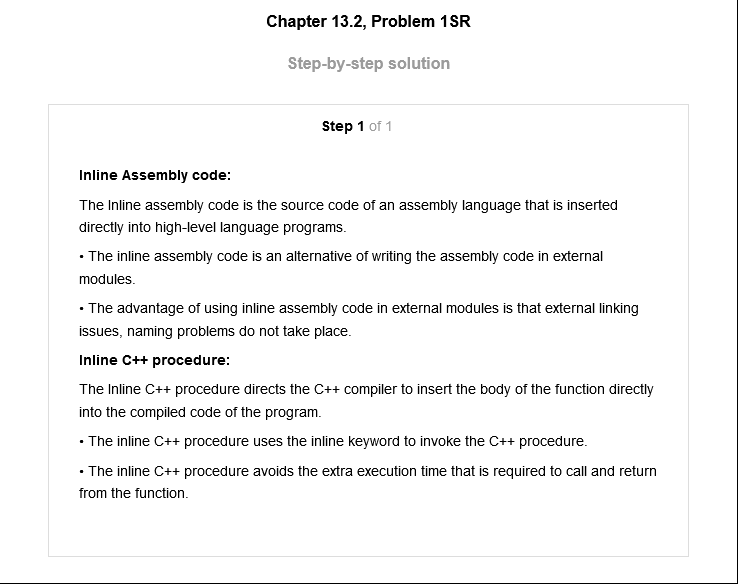 Chapter 13.2, Problem 1SR
Step-by-step solution
Step 1 of 1
Inline Assembly code:
The Inline assembly code is the source code of an assembly language that is inserted
directly into high-level language programs.
• The inline assembly code is an alternative of writing the assembly code in external
modules.
• The advantage of using inline assembly code in external modules is that external linking
issues, naming problems do not take place.
Inline C++ procedure:
The Inline C++ procedure directs the C++ compiler to insert the body of the function directly
into the compiled code of the program.
• The inline C++ procedure uses the inline keyword to invoke the C++ procedure.
• The inline C++ procedure avoids the extra execution time that is required to call and return
from the function.